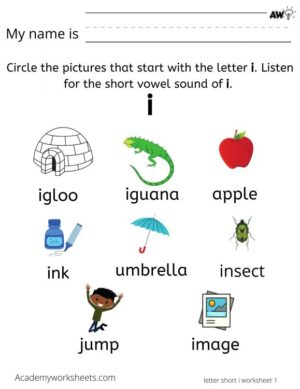 AW
My name is
Circle the pictures that start with the letter i. Listen
for the short vowel sound of i.
i
igloo iguana apple
ink umbrella insect
jump image
Academyworksheets.com letter short i worksheet 1